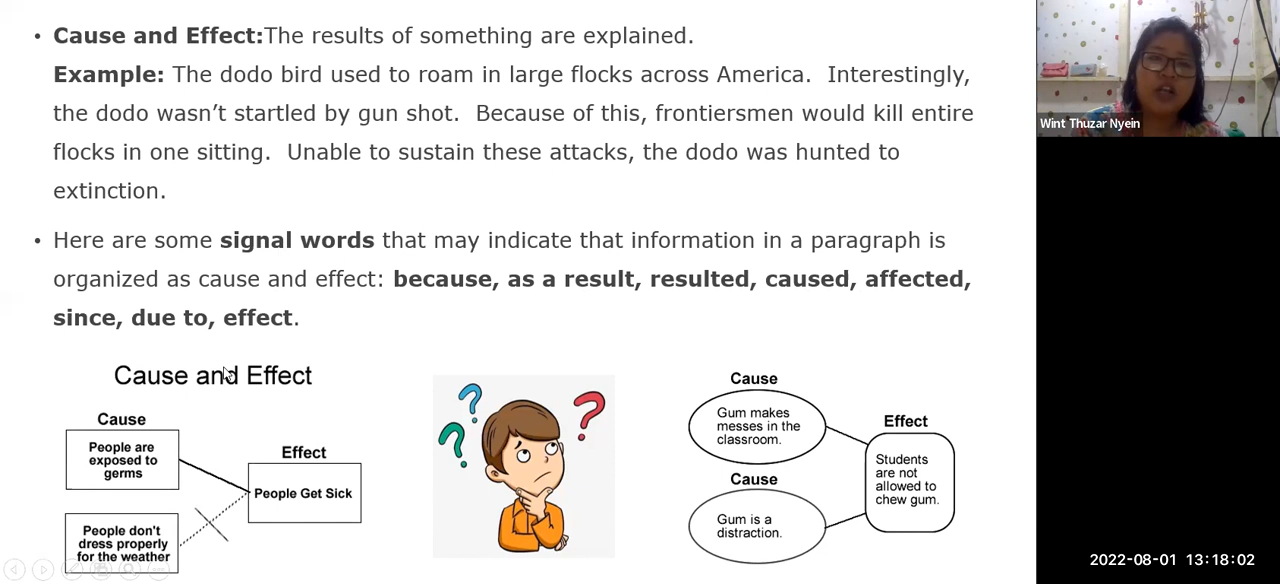 • Cause and Effect:The results of something are explained.
Example: The dodo bird used to roam in large flocks across America.  Interestingly,
the dodo wasn’t startled by gun shot.  Because of this, frontiersmen would kill entire
flocks in one sitting.  Unable to sustain these attacks, the dodo was hunted to
extinction.
• Here are some signal words that may indicate that information in a paragraph is
organized as cause and effect: because, as a result, resulted, caused, affected,
since, due to, effect.
Cause and Effect
Cause
People are
exposed to
germs
Effect
People Get Sick
People don't
dress properly
for the weather
? ? ?
Cause
Gum makes
messes in the
classroom.
Cause
Gum is a
distraction.
Effect
Students
are not
allowed to
chew gum.
Wint Thuzar Nyein
2022-08-01 13:18:02